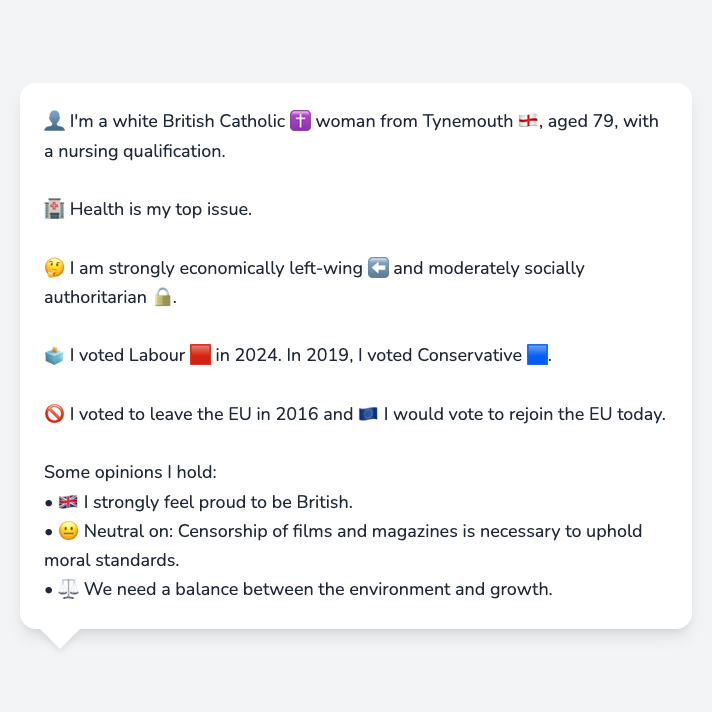 👤 I'm a white British Catholic ✝️ woman from Tynemouth 🏴󠁧󠁢󠁥󠁮󠁧󠁿, aged 79, with
a nursing qualification.
🏥 Health is my top issue.
🤔 I am strongly economically left-wing ⬅️ and moderately socially
authoritarian 🔒.
🗳️ I voted Labour 🟥 in 2024. In 2019, I voted Conservative 🟦.
🚫 I voted to leave the EU in 2016 and 🇪🇺 I would vote to rejoin the EU today.
Some opinions I hold:
• 🇬🇧 I strongly feel proud to be British.
• 😐 Neutral on: Censorship of films and magazines is necessary to uphold
moral standards.
• ⚖️ We need a balance between the environment and growth.